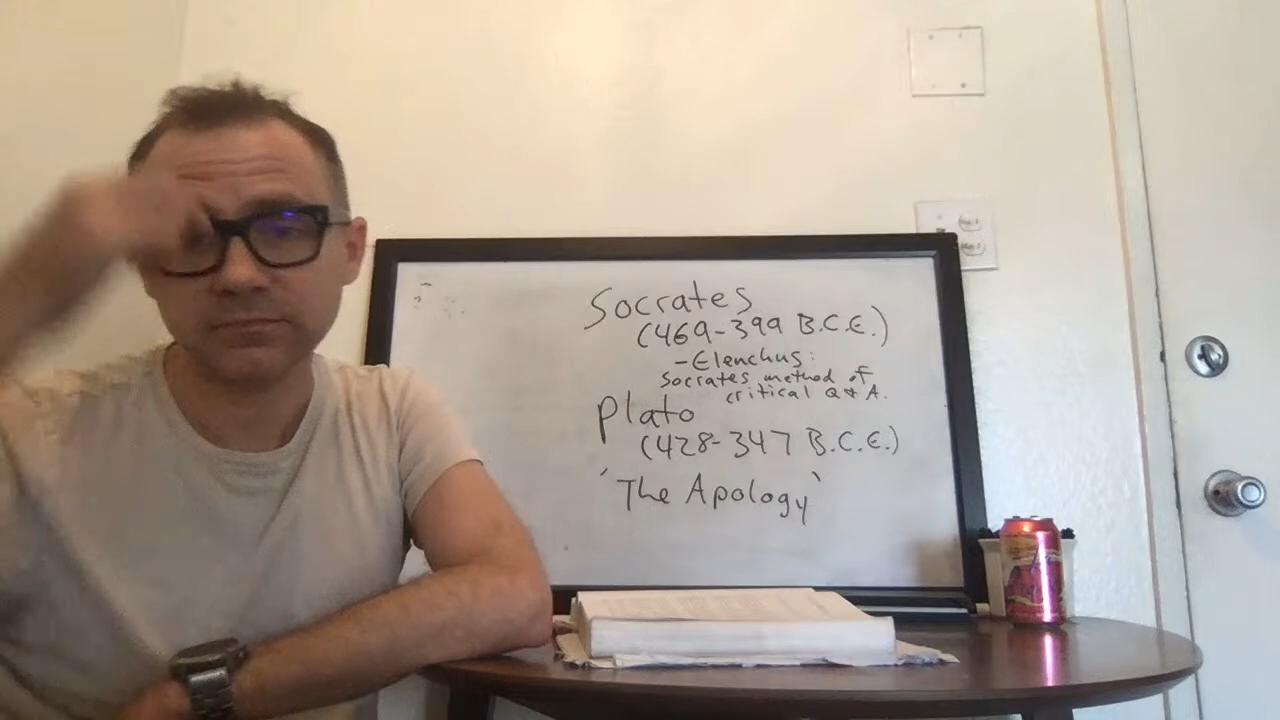 Socrates
(469-399 B.C.E.)
-Elenchus:
Socrates method of
critical Q & A.
Plato
(428-347 B.C.E.)
'The Apology'